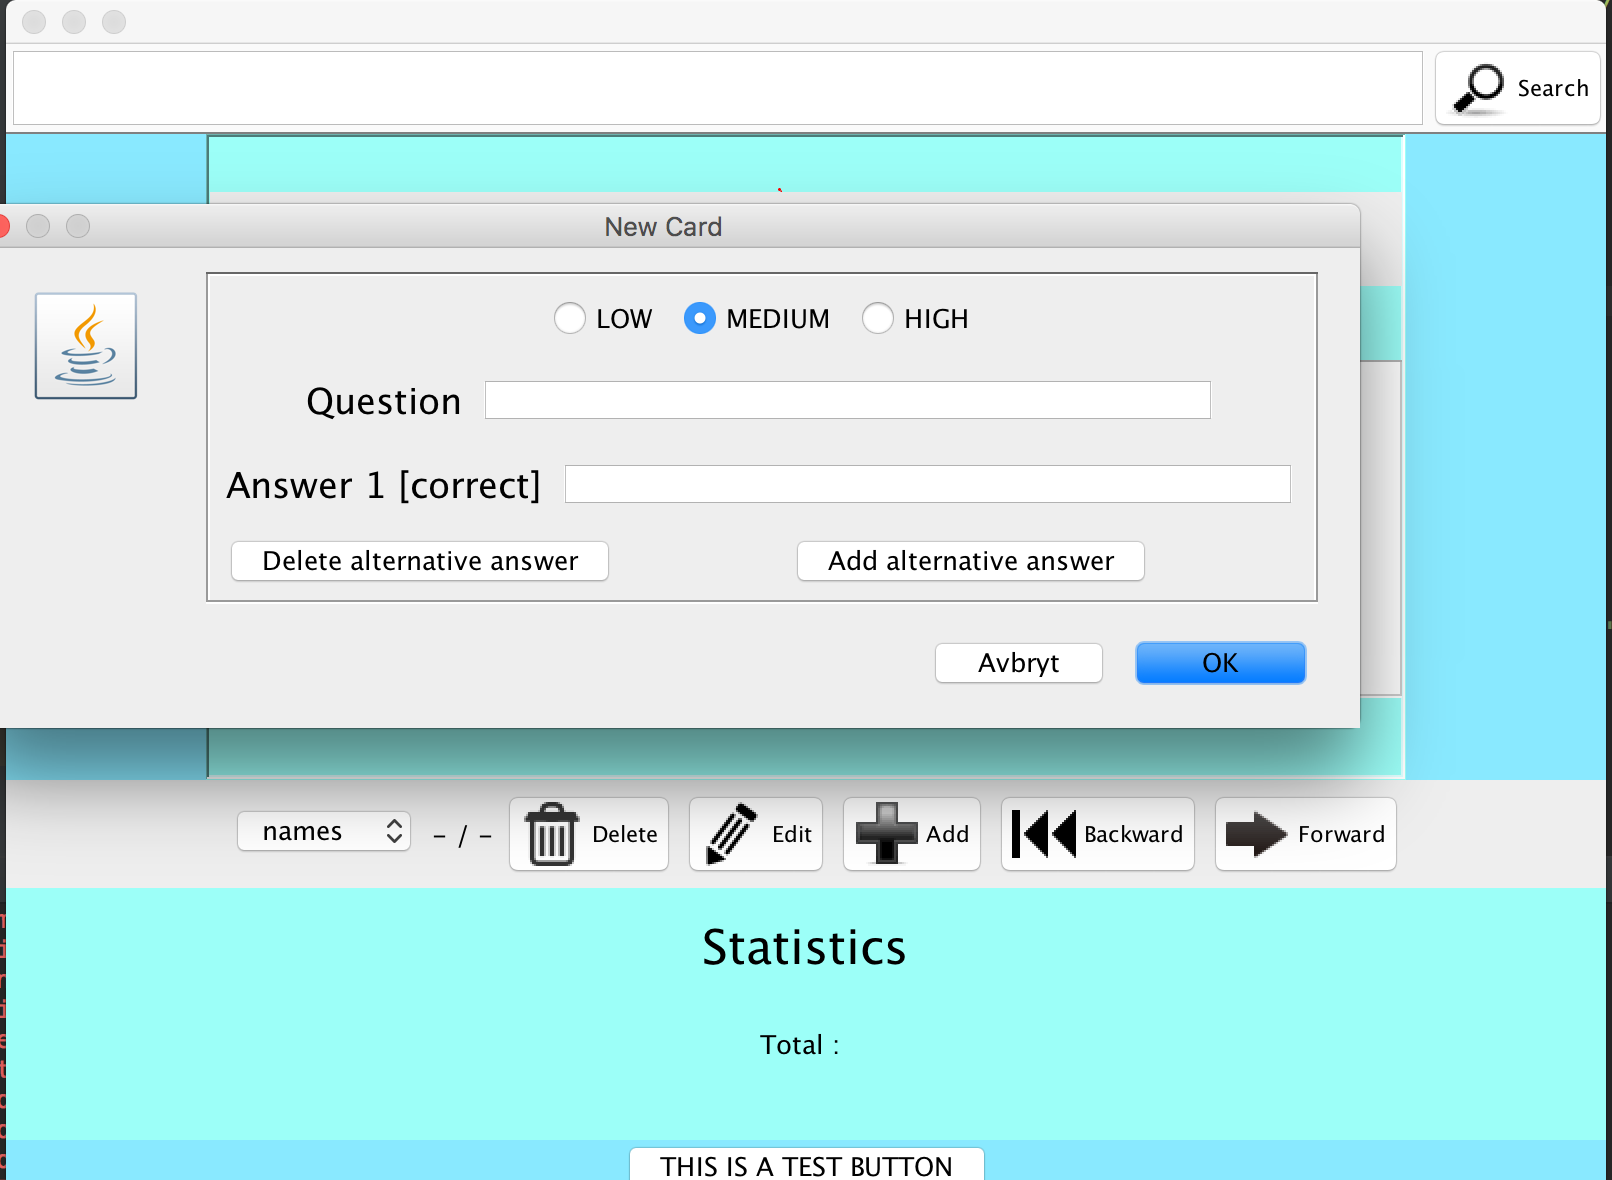 Search
New Card
LOW MEDIUM HIGH
Question
Answer 1 [correct]
Delete alternative answer Add alternative answer
Avbryt OK
names - / - Delete Edit Add Backward Forward
Statistics
Total :
THIS IS A TEST BUTTON